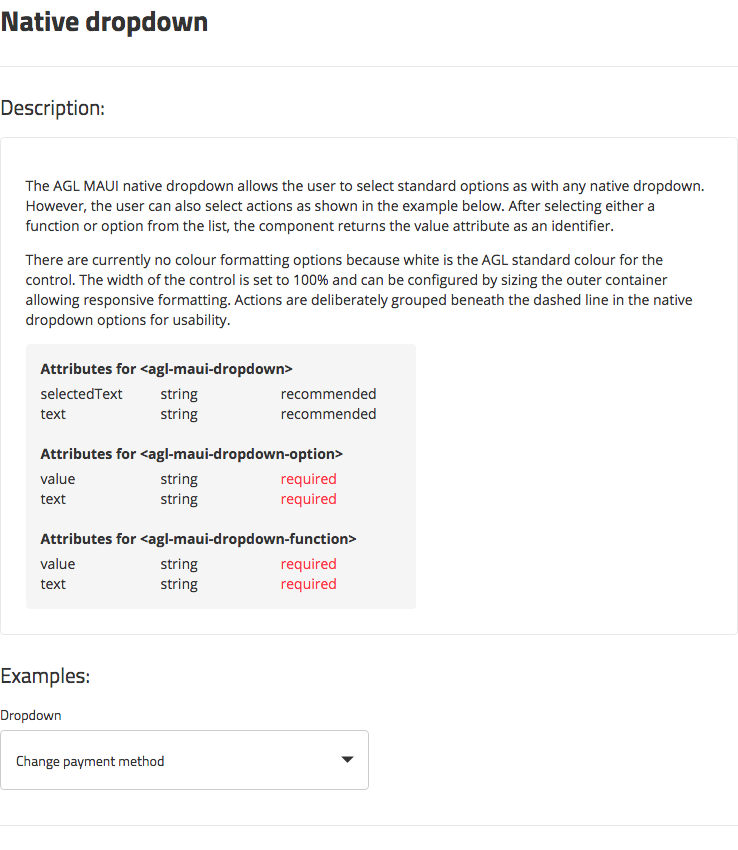 Native dropdown
Description:
The AGL MAUI native dropdown allows the user to select standard options as with any native dropdown.
However, the user can also select actions as shown in the example below. After selecting either a
function or option from the list, the component returns the value attribute as an identifier.
There are currently no colour formatting options because white is the AGL standard colour for the
control. The width of the control is set to 100% and can be configured by sizing the outer container
allowing responsive formatting. Actions are deliberately grouped beneath the dashed line in the native
dropdown options for usability.
Attributes for <agl-maui-dropdown>
selectedText string recommended
text string recommended
Attributes for <agl-maui-dropdown-option>
value string required
text string required
Attributes for <agl-maui-dropdown-function>
value string required
text string required
Examples:
Dropdown
Change payment method